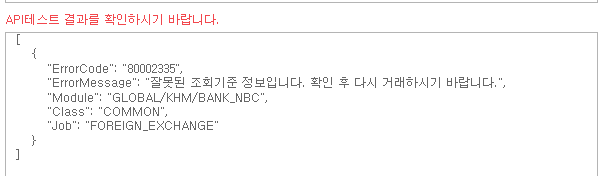 API테스트 결과를 확인하시기 바랍니다.
[
{
"ErrorCode": "80002335",
"ErrorMessage": "잘못된 조회기준 정보입니다. 확인 후 다시 거래하시기 바랍니다.",
"Module": "GLOBAL/KHM/BANK_NBC",
"Class": "COMMON",
"Job": "FOREIGN_EXCHANGE"
}
]